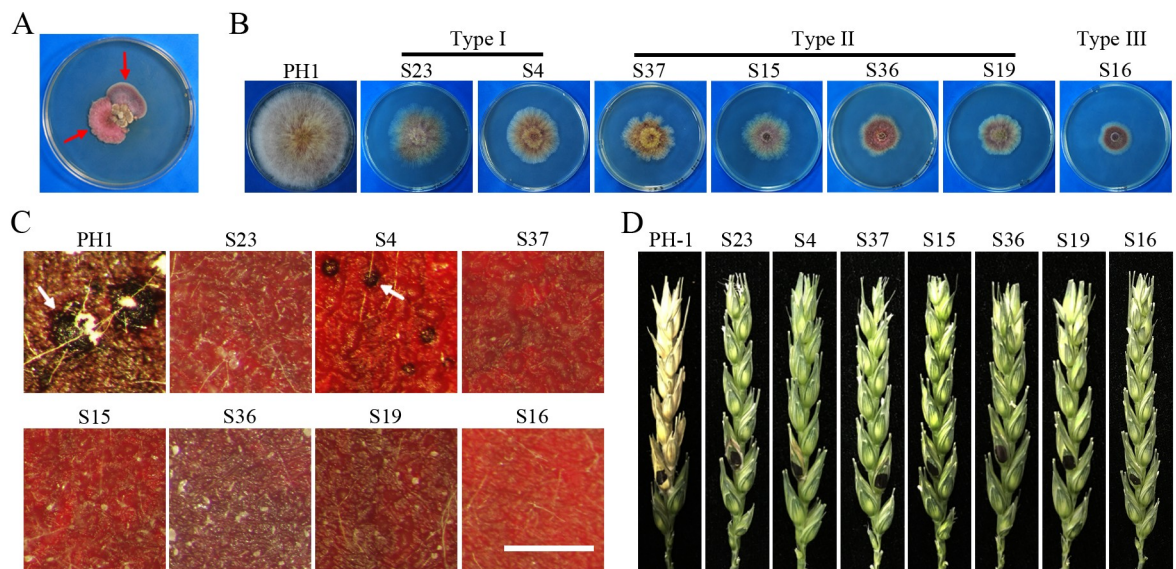 A
B
Type I
Type II
Type III
PH1
S23
S4
S37
S15
S36
S19
S16
C
PH1
S23
S4
S37
S15
S36
S19
S16
D
PH-1
S23
S4
S37
S15
S36
S19
S16